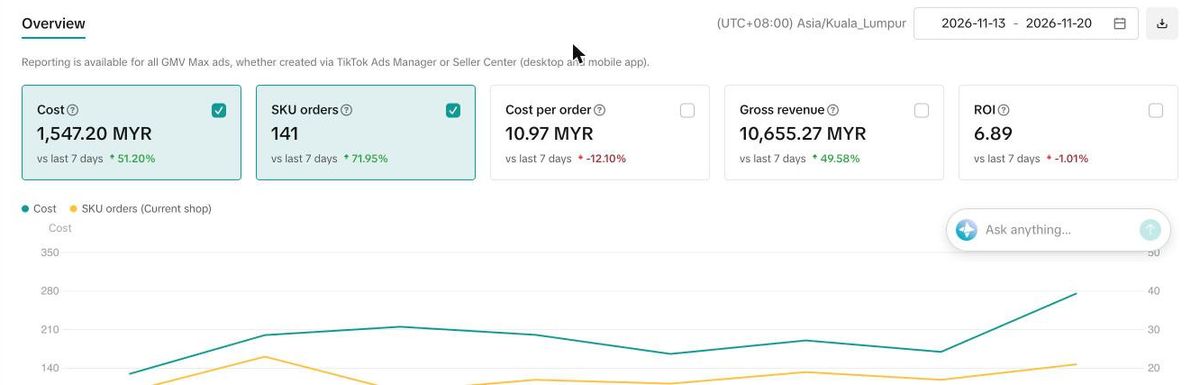 Overview
(UTC+08:00) Asia/Kuala_Lumpur
2026-11-13 - 2026-11-20
Reporting is available for all GMV Max ads, whether created via TikTok Ads Manager or Seller Center (desktop and mobile app).
Cost
1,547.20 MYR
vs last 7 days 51.20%
SKU orders
141
vs last 7 days 71.95%
Cost per order
10.97 MYR
vs last 7 days -12.10%
Gross revenue
10,655.27 MYR
vs last 7 days 49.58%
ROI
6.89
vs last 7 days -1.01%
Cost
SKU orders (Current shop)
Cost
Ask anything...
350
50
280
40
210
30
140
20